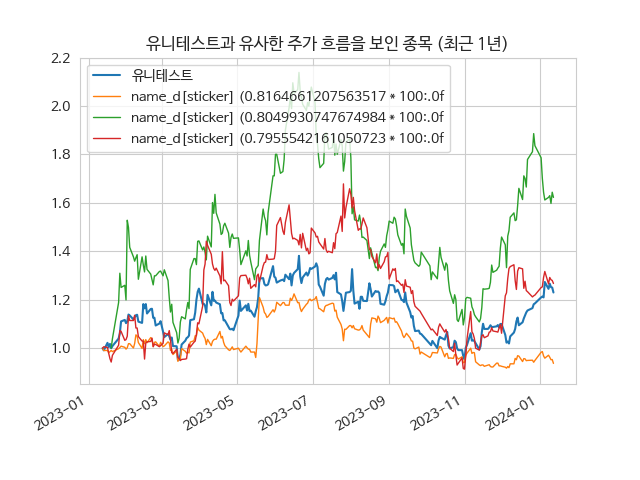 유니테스트과 유사한 주가 흐름을 보인 종목 (최근 1년)
2.2
2.0
1.8
1.6
1.4
1.2
1.0
유니테스트
name_d[sticker] (0.8164661207563517*100:.0f
name_d[sticker] (0.8049930747674984*100:.0f
name_d[sticker] (0.7955542161050723*100:.0f
2023-01
2023-03
2023-05
2023-07
2023-09
2023-11
2024-01